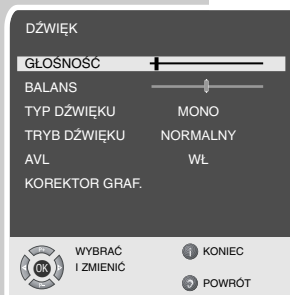 DŹWIĘK
GŁOŚNOŚĆ
BALANS
TYP DŹWIĘKU MONO
TRYB DŹWIĘKU NORMALNY
AVL WŁ
KOREKTOR GRAF.
WYBRAĆ
I ZMIENIĆ
OK
i KONIEC
POWRÓT